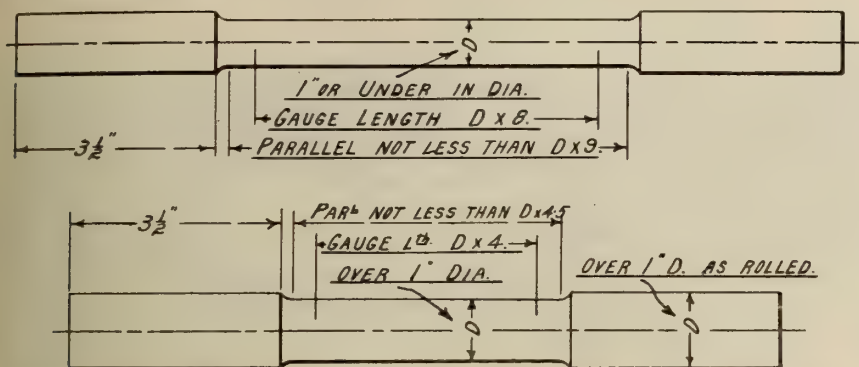 D
1" OR UNDER IN DIA.
GAUGE LENGTH D x 8.
3½"
PARALLEL NOT LESS THAN D x 9.
3½"
PARL NOT LESS THAN D x 4·5
GAUGE LTH. D x 4.
OVER 1" DIA.
OVER 1" D. AS ROLLED.
D
D